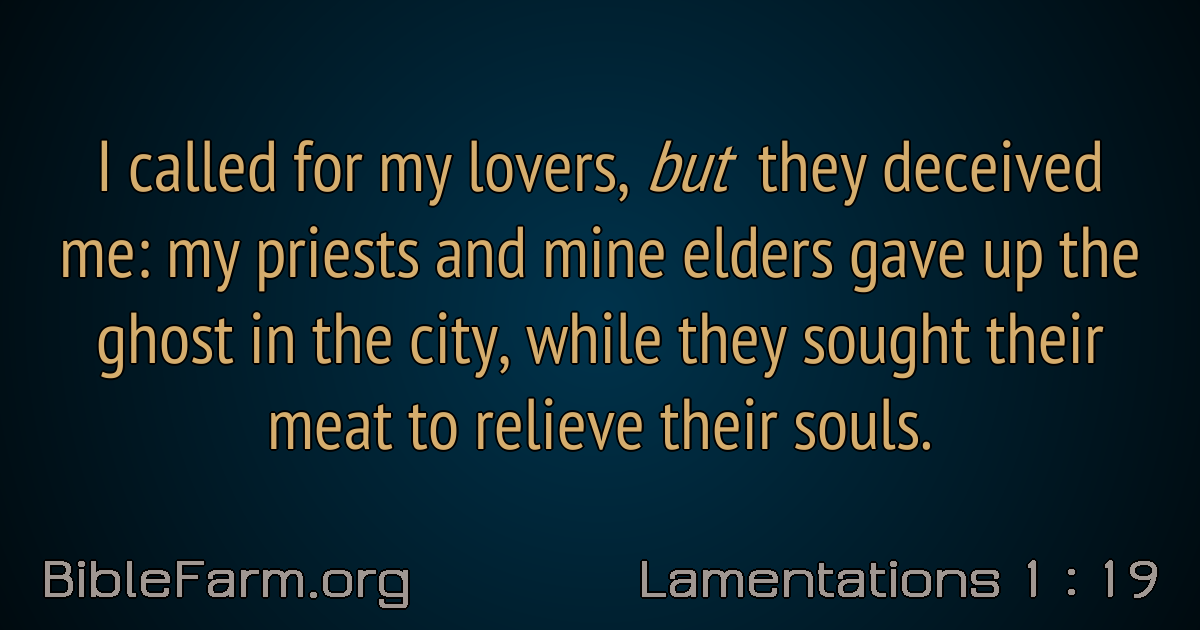 I called for my lovers, but they deceived
me: my priests and mine elders gave up the
ghost in the city, while they sought their
meat to relieve their souls.
BibleFarm.org
Lamentations 1 : 19